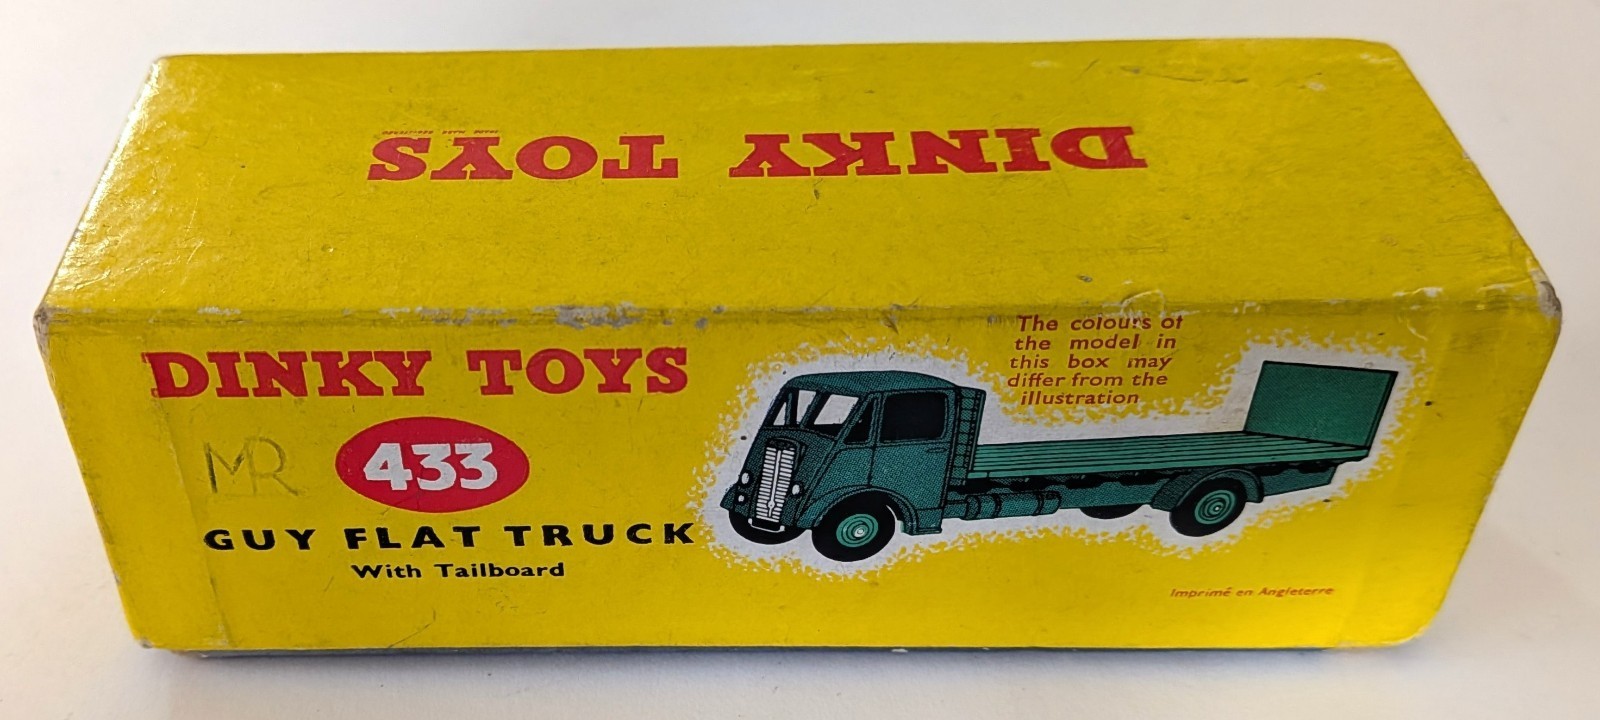 DINKY TOYS
DINKY TOYS
MR
433
GUY FLAT TRUCK
With Tailboard
The colours of
the model in
this box may
differ from the
illustration
Imprimé en Angleterre